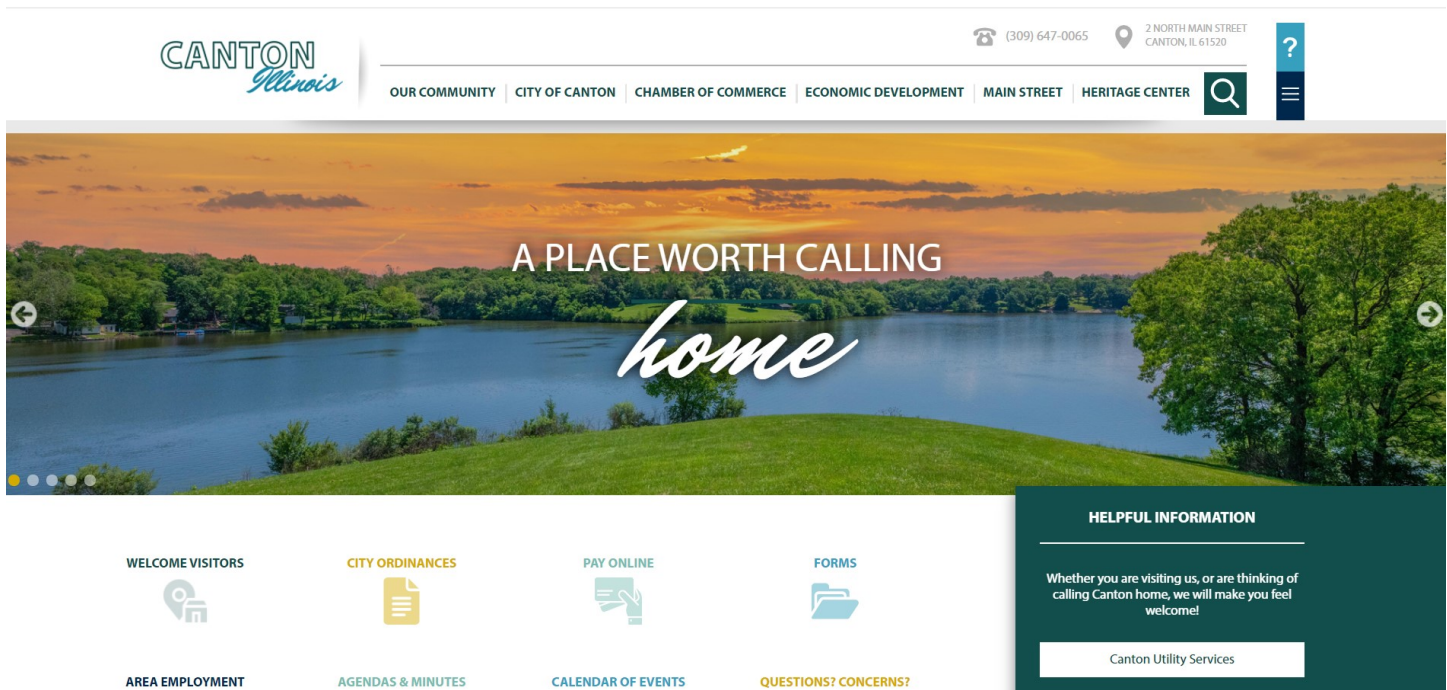 CANTON
Illinois
(309) 647-0065
2 NORTH MAIN STREET
CANTON, IL 61520
?
OUR COMMUNITY
CITY OF CANTON
CHAMBER OF COMMERCE
ECONOMIC DEVELOPMENT
MAIN STREET
HERITAGE CENTER
A PLACE WORTH CALLING
home
WELCOME VISITORS
CITY ORDINANCES
PAY ONLINE
FORMS
AREA EMPLOYMENT
AGENDAS & MINUTES
CALENDAR OF EVENTS
QUESTIONS? CONCERNS?
HELPFUL INFORMATION
Whether you are visiting us, or are thinking of
calling Canton home, we will make you feel
welcome!
Canton Utility Services